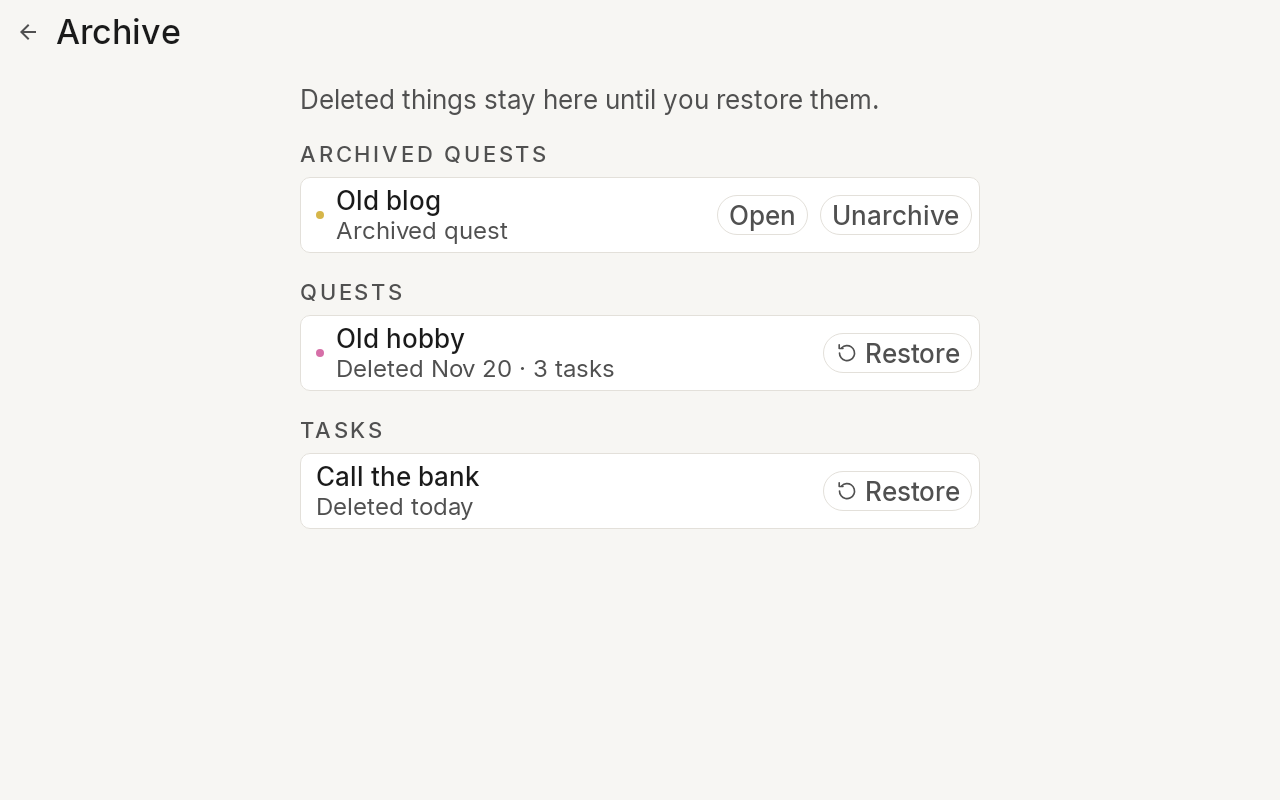 Archive
Deleted things stay here until you restore them.
ARCHIVED QUESTS
Old blog
Archived quest
Open
Unarchive
QUESTS
Old hobby
Deleted Nov 20 · 3 tasks
Restore
TASKS
Call the bank
Deleted today
Restore